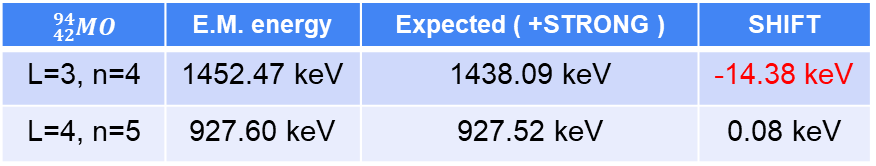 ⁹⁴₄₂MO E.M. energy Expected ( +STRONG ) SHIFT
L=3, n=4 1452.47 keV 1438.09 keV -14.38 keV
L=4, n=5 927.60 keV 927.52 keV 0.08 keV